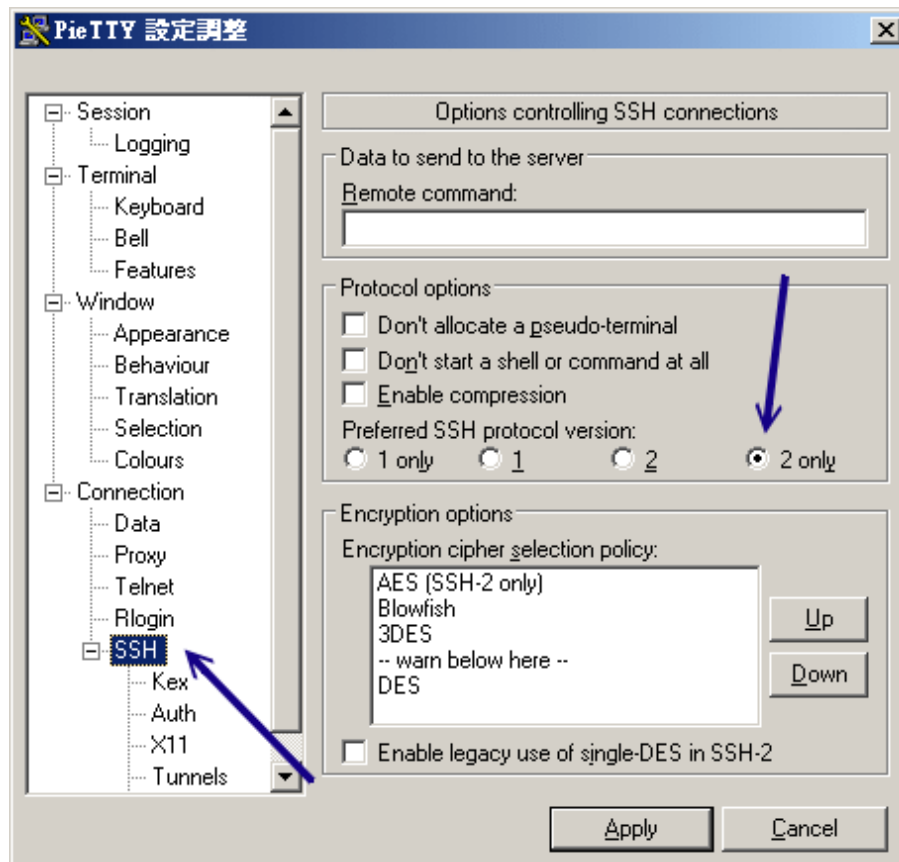 PieTTY 設定調整
Session
Logging
Terminal
Keyboard
Bell
Features
Window
Appearance
Behaviour
Translation
Selection
Colours
Connection
Data
Proxy
Telnet
Rlogin
SSH
Kex
Auth
X11
Tunnels
Options controlling SSH connections
Data to send to the server
Remote command:
Protocol options
Don't allocate a pseudo-terminal
Don't start a shell or command at all
Enable compression
Preferred SSH protocol version:
1 only 1 2 2 only
Encryption options
Encryption cipher selection policy:
AES (SSH-2 only)
Blowfish
3DES
-- warn below here --
DES
Up
Down
Enable legacy use of single-DES in SSH-2
Apply Cancel